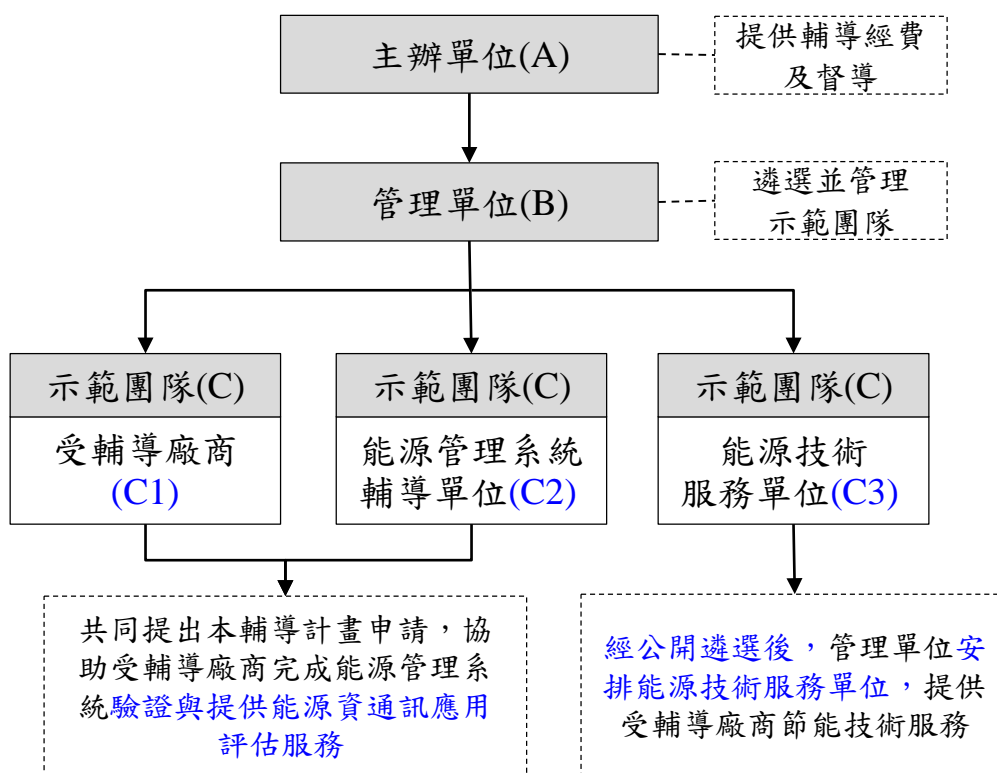 主辦單位(A)
提供輔導經費
及督導
管理單位(B)
遴選並管理
示範團隊
示範團隊(C)
受輔導廠商
(C1)
示範團隊(C)
能源管理系統
輔導單位(C2)
示範團隊(C)
能源技術
服務單位(C3)
共同提出本輔導計畫申請，協
助受輔導廠商完成能源管理系
統驗證與提供能源資通訊應用
評估服務
經公開遴選後，管理單位安
排能源技術服務單位，提供
受輔導廠商節能技術服務